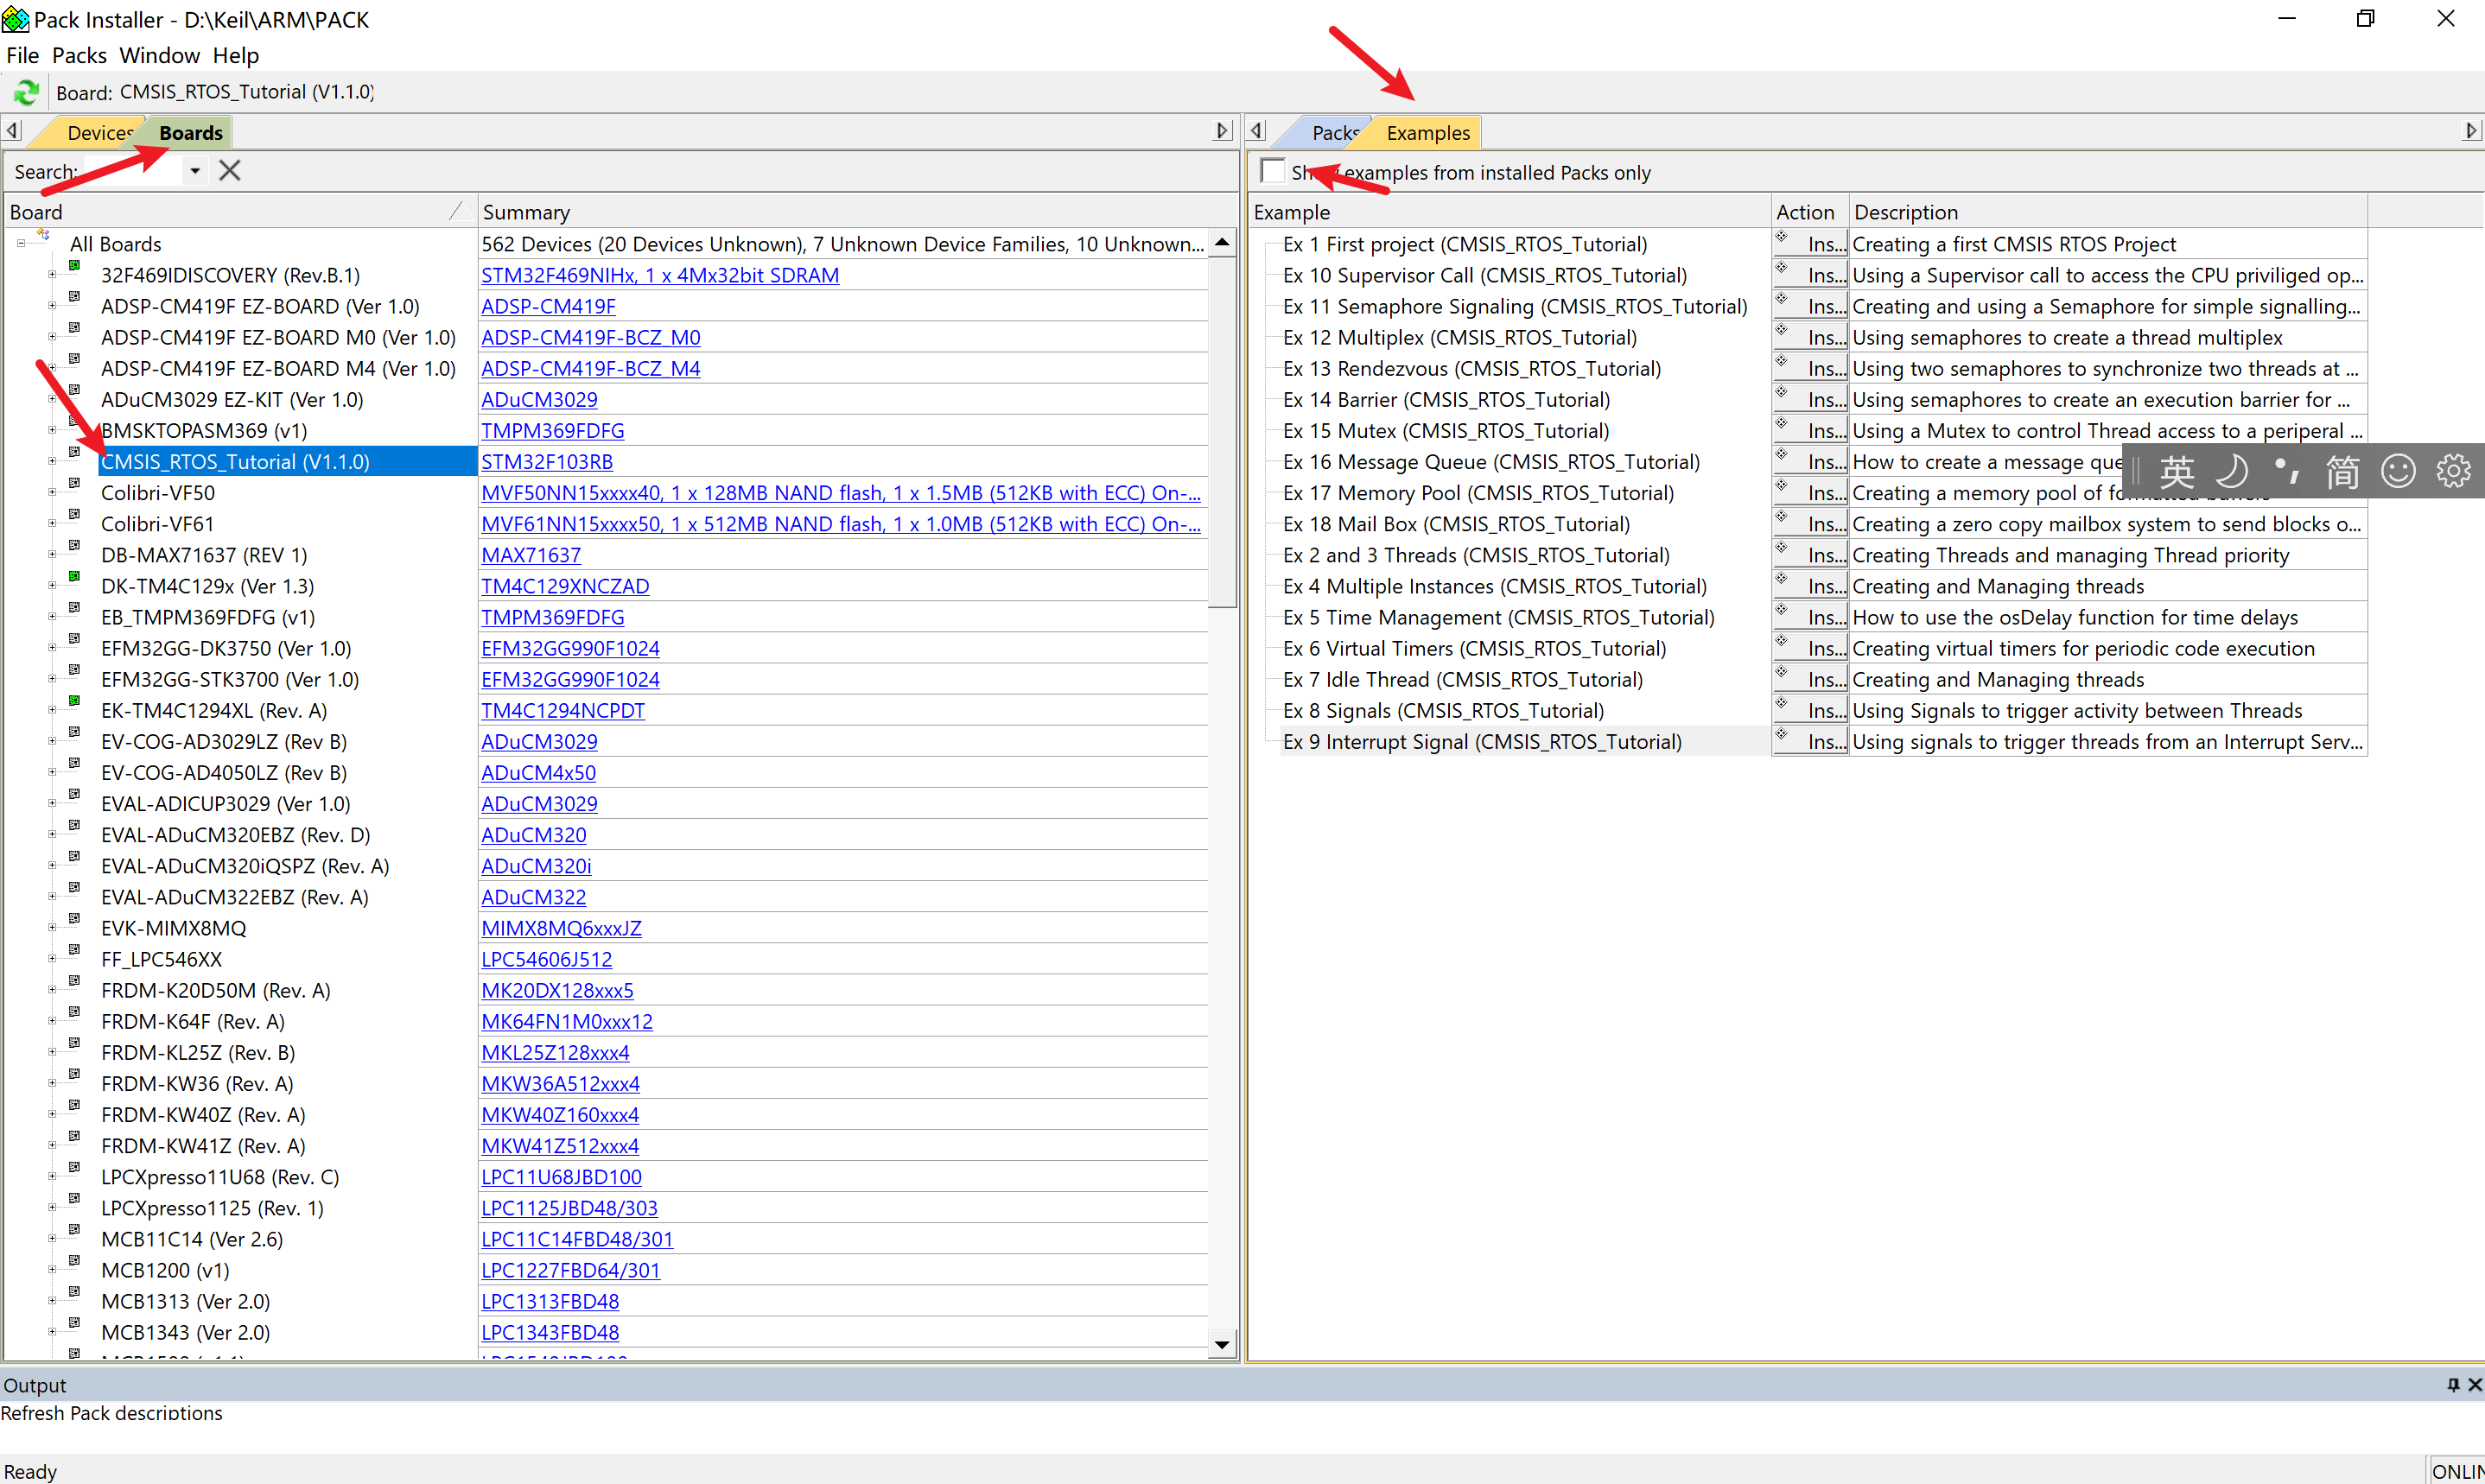 Pack Installer - D:\Keil\ARM\PACK
File Packs Window Help
Board: CMSIS_RTOS_Tutorial (V1.1.0)
Devices Boards
Packs Examples
Search:
Show examples from installed Packs only
Board Summary
Example Action Description
All Boards 562 Devices (20 Devices Unknown), 7 Unknown Device Families, 10 Unknown...
32F469IDISCOVERY (Rev.B.1) STM32F469NIHx, 1 x 4Mx32bit SDRAM
ADSP-CM419F EZ-BOARD (Ver 1.0) ADSP-CM419F
ADSP-CM419F EZ-BOARD M0 (Ver 1.0) ADSP-CM419F-BCZ_M0
ADSP-CM419F EZ-BOARD M4 (Ver 1.0) ADSP-CM419F-BCZ_M4
ADuCM3029 EZ-KIT (Ver 1.0) ADuCM3029
BMSKTOPASM369 (v1) TMPM369FDFG
CMSIS_RTOS_Tutorial (V1.1.0) STM32F103RB
Colibri-VF50 MVF50NN15xxxx40, 1 x 128MB NAND flash, 1 x 1.5MB (512KB with ECC) On-...
Colibri-VF61 MVF61NN15xxxx50, 1 x 512MB NAND flash, 1 x 1.0MB (512KB with ECC) On-...
DB-MAX71637 (REV 1) MAX71637
DK-TM4C129x (Ver 1.3) TM4C129XNCZAD
EB_TMPM369FDFG (v1) TMPM369FDFG
EFM32GG-DK3750 (Ver 1.0) EFM32GG990F1024
EFM32GG-STK3700 (Ver 1.0) EFM32GG990F1024
EK-TM4C1294XL (Rev. A) TM4C1294NCPDT
EV-COG-AD3029LZ (Rev B) ADuCM3029
EV-COG-AD4050LZ (Rev B) ADuCM4x50
EVAL-ADICUP3029 (Ver 1.0) ADuCM3029
EVAL-ADuCM320EBZ (Rev. D) ADuCM320
EVAL-ADuCM320iQSPZ (Rev. A) ADuCM320i
EVAL-ADuCM322EBZ (Rev. A) ADuCM322
EVK-MIMX8MQ MIMX8MQ6xxxJZ
FF_LPC546XX LPC54606J512
FRDM-K20D50M (Rev. A) MK20DX128xxx5
FRDM-K64F (Rev. A) MK64FN1M0xxx12
FRDM-KL25Z (Rev. B) MKL25Z128xxx4
FRDM-KW36 (Rev. A) MKW36A512xxx4
FRDM-KW40Z (Rev. A) MKW40Z160xxx4
FRDM-KW41Z (Rev. A) MKW41Z512xxx4
LPCXpresso11U68 (Rev. C) LPC11U68JBD100
LPCXpresso1125 (Rev. 1) LPC1125JBD48/303
MCB11C14 (Ver 2.6) LPC11C14FBD48/301
MCB1200 (v1) LPC1227FBD64/301
MCB1313 (Ver 2.0) LPC1313FBD48
MCB1343 (Ver 2.0) LPC1343FBD48
Ex 1 First project (CMSIS_RTOS_Tutorial) Ins... Creating a first CMSIS RTOS Project
Ex 10 Supervisor Call (CMSIS_RTOS_Tutorial) Ins... Using a Supervisor call to access the CPU priviliged op...
Ex 11 Semaphore Signaling (CMSIS_RTOS_Tutorial) Ins... Creating and using a Semaphore for simple signalling...
Ex 12 Multiplex (CMSIS_RTOS_Tutorial) Ins... Using semaphores to create a thread multiplex
Ex 13 Rendezvous (CMSIS_RTOS_Tutorial) Ins... Using two semaphores to synchronize two threads at ...
Ex 14 Barrier (CMSIS_RTOS_Tutorial) Ins... Using semaphores to create an execution barrier for ...
Ex 15 Mutex (CMSIS_RTOS_Tutorial) Ins... Using a Mutex to control Thread access to a periperal ...
Ex 16 Message Queue (CMSIS_RTOS_Tutorial) Ins... How to create a message que
英 简
Ex 17 Memory Pool (CMSIS_RTOS_Tutorial) Ins... Creating a memory pool of formatted buffers
Ex 18 Mail Box (CMSIS_RTOS_Tutorial) Ins... Creating a zero copy mailbox system to send blocks o...
Ex 2 and 3 Threads (CMSIS_RTOS_Tutorial) Ins... Creating Threads and managing Thread priority
Ex 4 Multiple Instances (CMSIS_RTOS_Tutorial) Ins... Creating and Managing threads
Ex 5 Time Management (CMSIS_RTOS_Tutorial) Ins... How to use the osDelay function for time delays
Ex 6 Virtual Timers (CMSIS_RTOS_Tutorial) Ins... Creating virtual timers for periodic code execution
Ex 7 Idle Thread (CMSIS_RTOS_Tutorial) Ins... Creating and Managing threads
Ex 8 Signals (CMSIS_RTOS_Tutorial) Ins... Using Signals to trigger activity between Threads
Ex 9 Interrupt Signal (CMSIS_RTOS_Tutorial) Ins... Using signals to trigger threads from an Interrupt Serv...
Output
Refresh Pack descriptions
Ready ONLIN